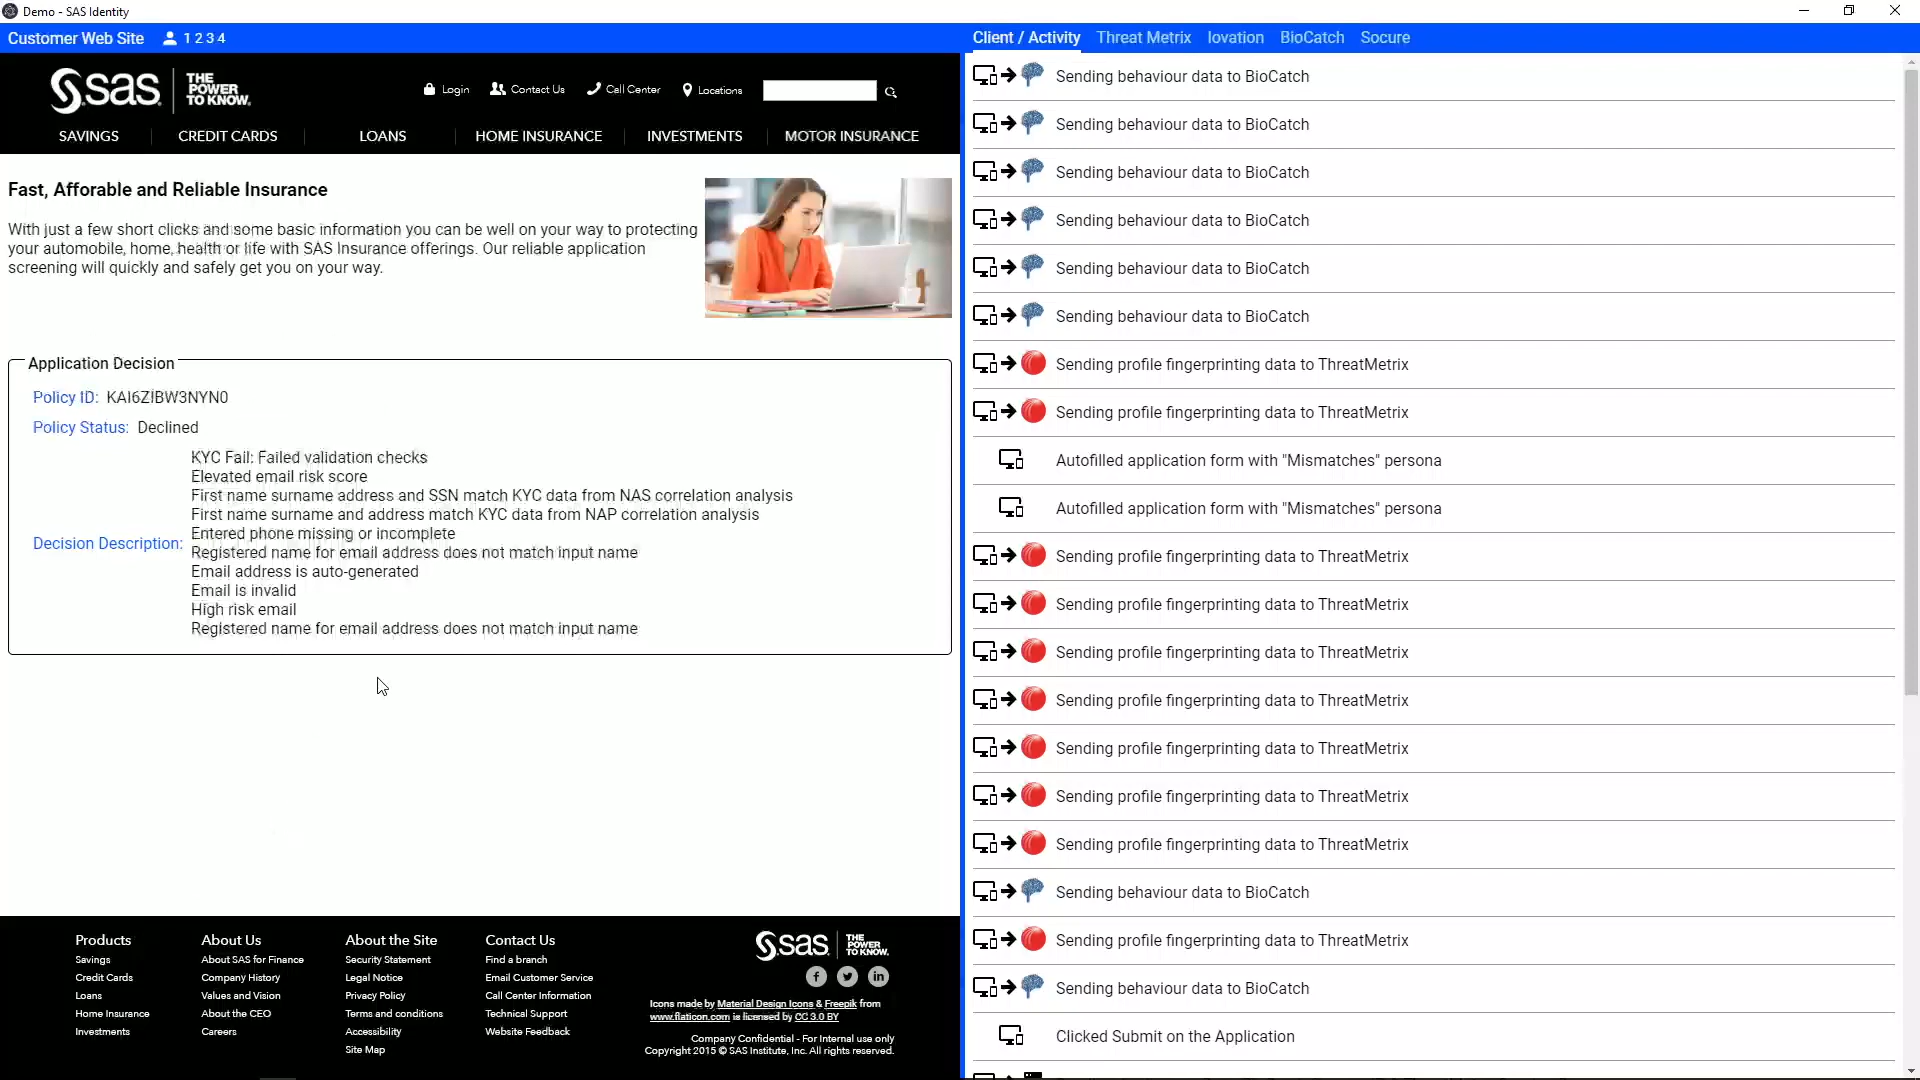 Demo - SAS Identity
Customer Web Site 1 2 3 4
Client / Activity Threat Metrix Iovation BioCatch Socure
sas THE POWER TO KNOW.
Login Contact Us Call Center Locations
SAVINGS CREDIT CARDS LOANS HOME INSURANCE INVESTMENTS MOTOR INSURANCE
Fast, Afforable and Reliable Insurance
With just a few short clicks and some basic information you can be well on your way to protecting
your automobile, home, health or life with SAS Insurance offerings. Our reliable application
screening will quickly and safely get you on your way.
Application Decision
Policy ID: KAI6ZIBW3NYN0
Policy Status: Declined
Decision Description:
KYC Fail: Failed validation checks
Elevated email risk score
First name surname address and SSN match KYC data from NAS correlation analysis
First name surname and address match KYC data from NAP correlation analysis
Entered phone missing or incomplete
Registered name for email address does not match input name
Email address is auto-generated
Email is invalid
High risk email
Registered name for email address does not match input name
Sending behaviour data to BioCatch
Sending behaviour data to BioCatch
Sending behaviour data to BioCatch
Sending behaviour data to BioCatch
Sending behaviour data to BioCatch
Sending behaviour data to BioCatch
Sending profile fingerprinting data to ThreatMetrix
Sending profile fingerprinting data to ThreatMetrix
Autofilled application form with "Mismatches" persona
Autofilled application form with "Mismatches" persona
Sending profile fingerprinting data to ThreatMetrix
Sending profile fingerprinting data to ThreatMetrix
Sending profile fingerprinting data to ThreatMetrix
Sending profile fingerprinting data to ThreatMetrix
Sending profile fingerprinting data to ThreatMetrix
Sending profile fingerprinting data to ThreatMetrix
Sending profile fingerprinting data to ThreatMetrix
Sending behaviour data to BioCatch
Sending profile fingerprinting data to ThreatMetrix
Sending behaviour data to BioCatch
Clicked Submit on the Application
Products
Savings
Credit Cards
Loans
Home Insurance
Investments
About Us
About SAS for Finance
Company History
Values and Vision
About the CEO
Careers
About the Site
Security Statement
Legal Notice
Privacy Policy
Terms and conditions
Accessibility
Site Map
Contact Us
Find a branch
Email Customer Service
Call Center Information
Technical Support
Website Feedback
sas THE POWER TO KNOW.
Icons made by Material Design Icons & Freepik from
www.flaticon.com is licensed by CC 3.0 BY
Company Confidential - For Internal use only
Copyright 2015 © SAS Institute, Inc. All rights reserved.